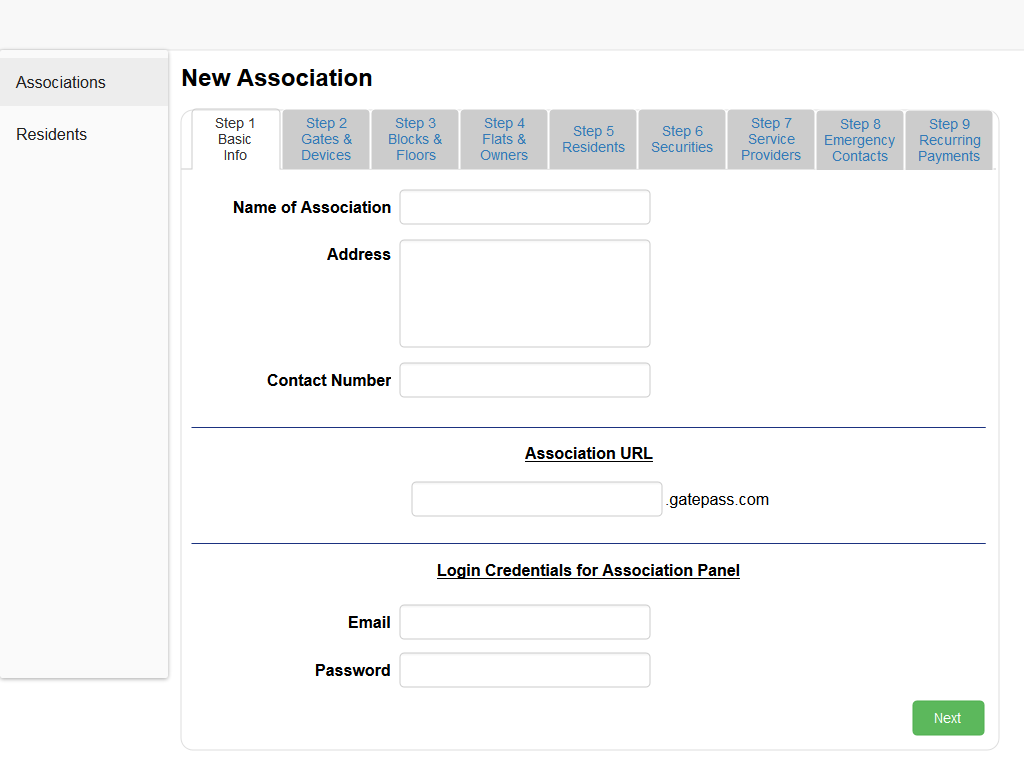 Associations
Residents
New Association
Step 1
Basic
Info
Step 2
Gates &
Devices
Step 3
Blocks &
Floors
Step 4
Flats &
Owners
Step 5
Residents
Step 6
Securities
Step 7
Service
Providers
Step 8
Emergency
Contacts
Step 9
Recurring
Payments
Name of Association
Address
Contact Number
Association URL
.gatepass.com
Login Credentials for Association Panel
Email
Password
Next